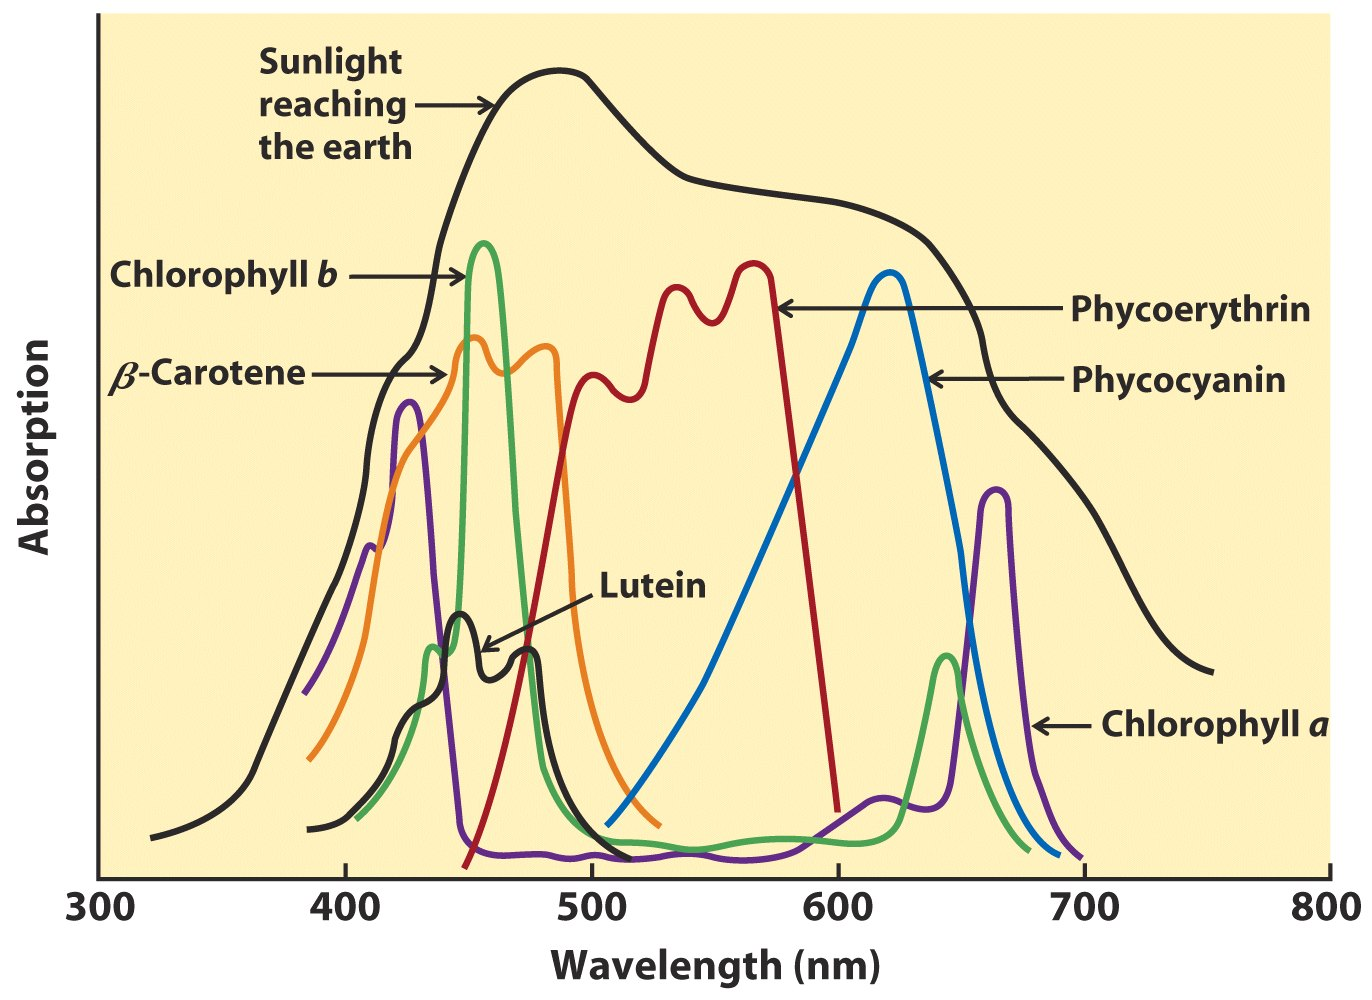 Sunlight
reaching
the earth
Chlorophyll b
β-Carotene
Phycoerythrin
Phycocyanin
Lutein
Chlorophyll a
Absorption
300 400 500 600 700 800
Wavelength (nm)